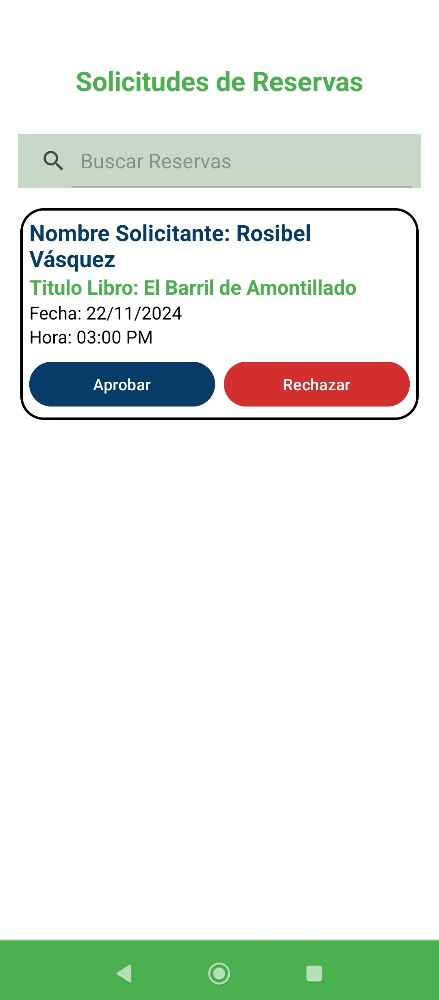 Solicitudes de Reservas
Buscar Reservas
Nombre Solicitante: Rosibel
Vásquez
Titulo Libro: El Barril de Amontillado
Fecha: 22/11/2024
Hora: 03:00 PM
Aprobar
Rechazar